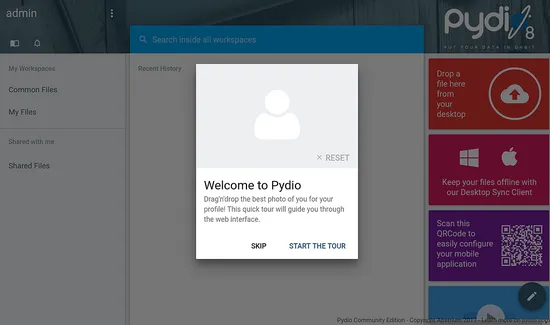 admin
My Workspaces
Common Files
My Files
Shared with me
Shared Files
Search inside all workspaces
Recent History
× RESET
Welcome to Pydio
Drag'n'drop the best photo of you for your
profile! This quick tour will guide you through
the web interface.
SKIP
START THE TOUR
Pydio 8
PUT YOUR DATA IN ORBIT
Drop a
file here
from
your
desktop
Keep your files offline with
our Desktop Sync Client
Scan this
QRCode to
easily configure
your mobile
application
Pydio Community Edition - Copyright